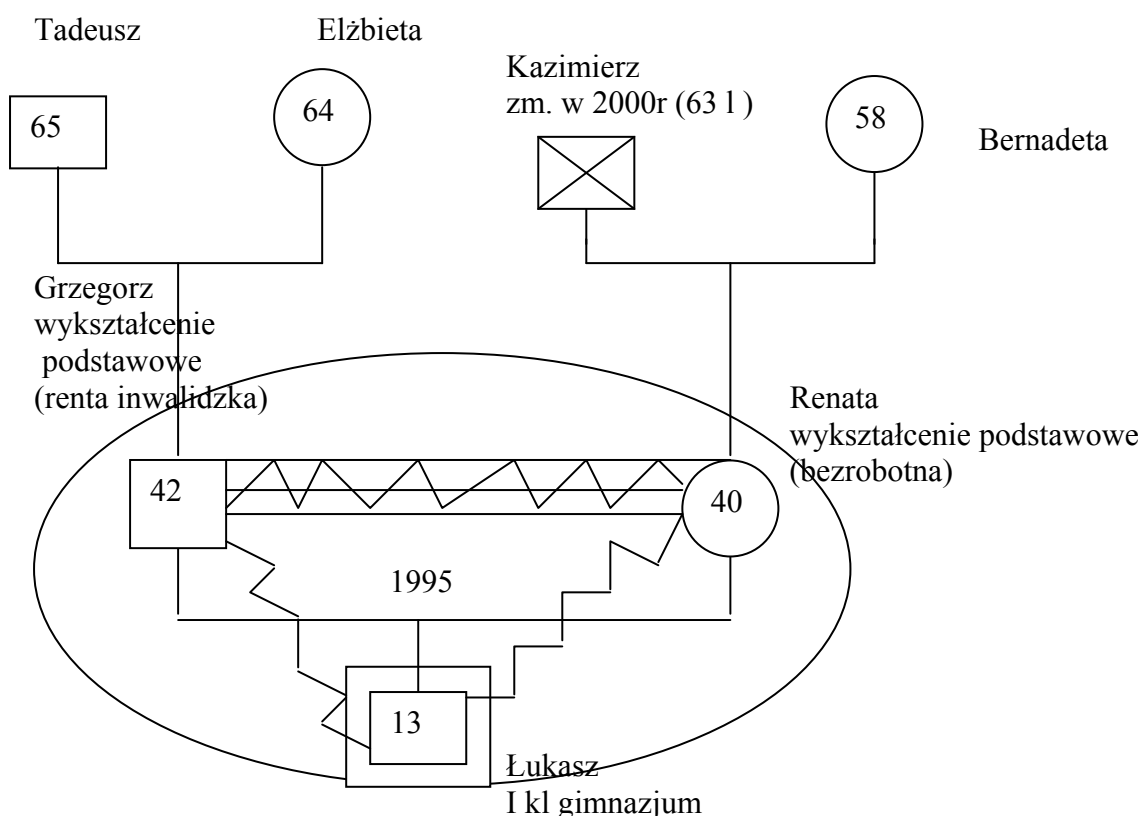 Tadeusz
Elżbieta
Kazimierz
zm. w 2000r (63 l )
65
64
58
Bernadeta
Grzegorz
wykształcenie
podstawowe
(renta inwalidzka)
Renata
wykształcenie podstawowe
(bezrobotna)
42
40
1995
13
Łukasz
I kl gimnazjum